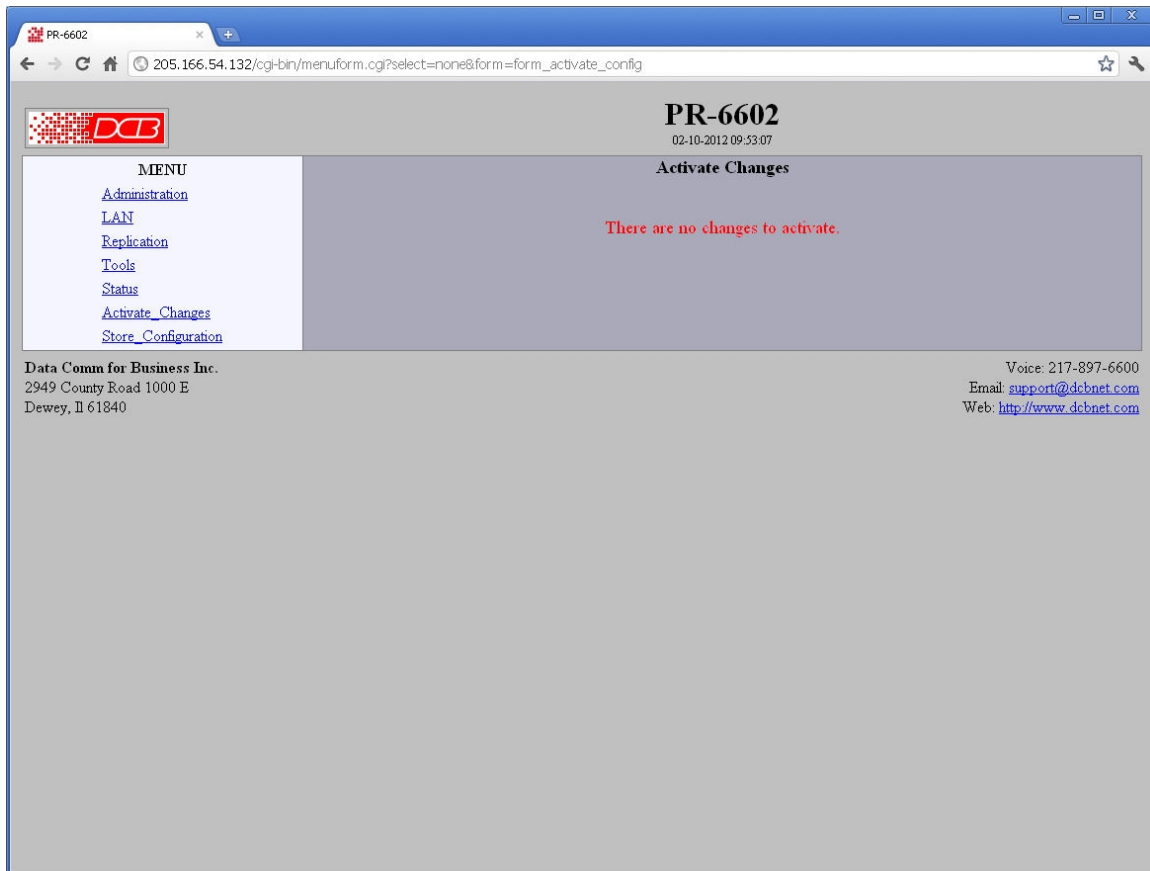 PR-6602
205.166.54.132/cgi-bin/menuform.cgi?select=none&form=form_activate_config
DCB
PR-6602
02-10-2012 09:53:07
MENU
Administration
LAN
Replication
Tools
Status
Activate_Changes
Store_Configuration
Activate Changes
There are no changes to activate.
Data Comm for Business Inc.
2949 County Road 1000 E
Dewey, Il 61840
Voice: 217-897-6600
Email: support@dcbnet.com
Web: http://www.dcbnet.com